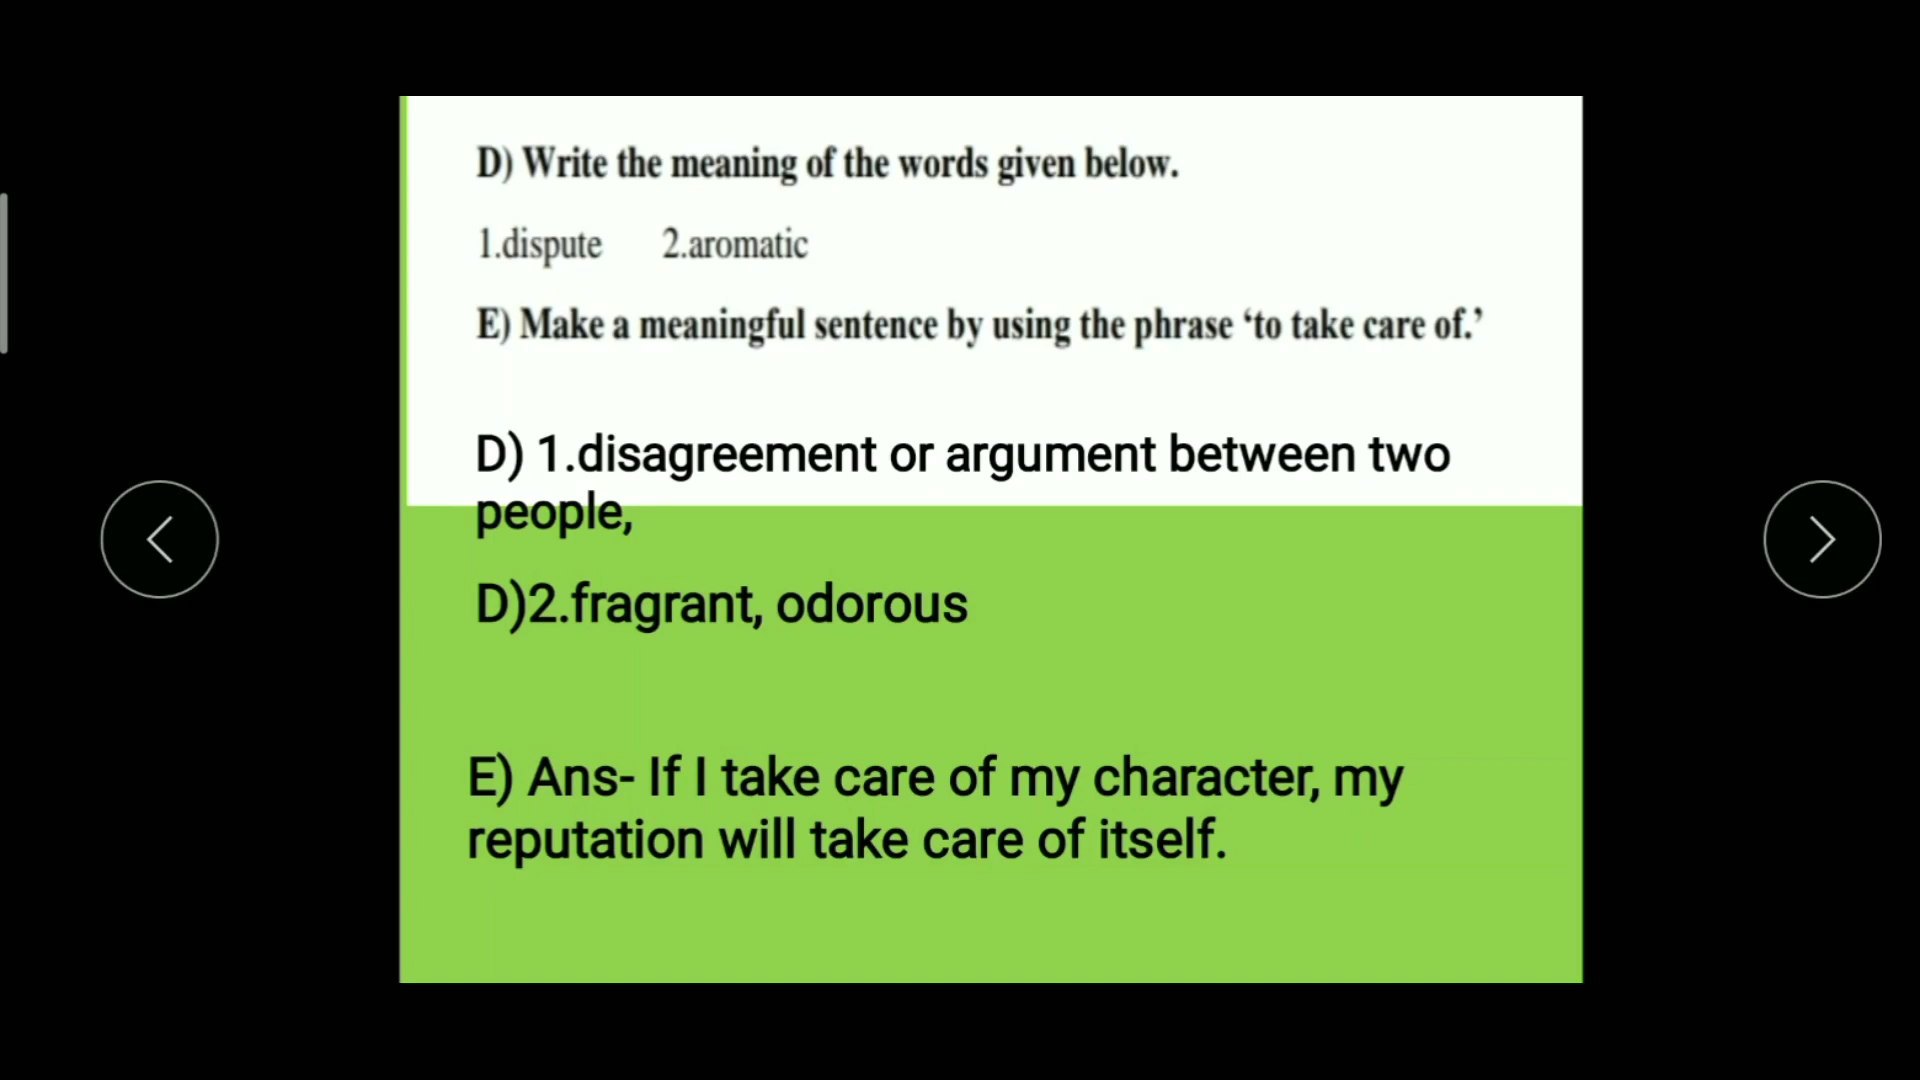 D) Write the meaning of the words given below.
1.dispute 2.aromatic
E) Make a meaningful sentence by using the phrase ‘to take care of.’
D) 1.disagreement or argument between two
people,
D)2.fragrant, odorous
E) Ans- If I take care of my character, my
reputation will take care of itself.